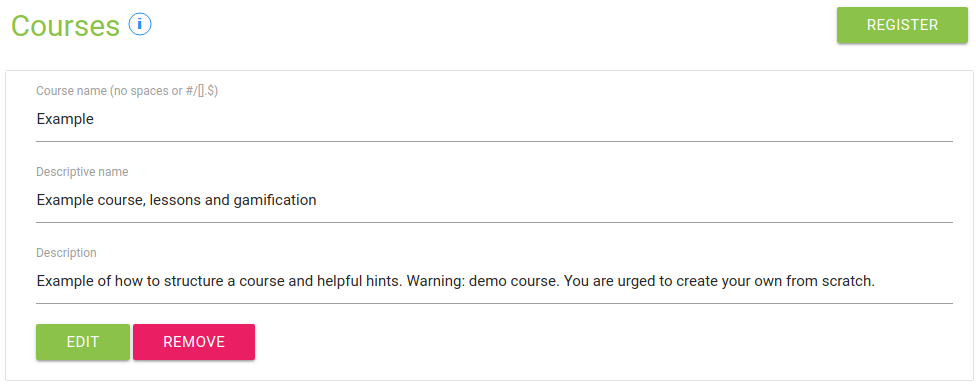 Courses i
REGISTER
Course name (no spaces or #/[].$)
Example
Descriptive name
Example course, lessons and gamification
Description
Example of how to structure a course and helpful hints. Warning: demo course. You are urged to create your own from scratch.
EDIT REMOVE